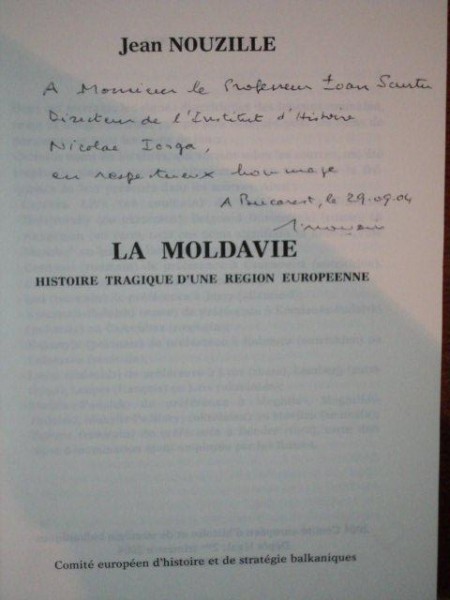 Jean NOUZILLE
A Monsieur le Professeur Ioan
Directeur de l'Institut d'Histoire
Nicolae Iorga,
en respectueux hommage
A Bucarest, le 29.09.04
LA MOLDAVIE
HISTOIRE TRAGIQUE D'UNE REGION EUROPEENNE
Comité européen d'histoire et de stratégie balkaniques